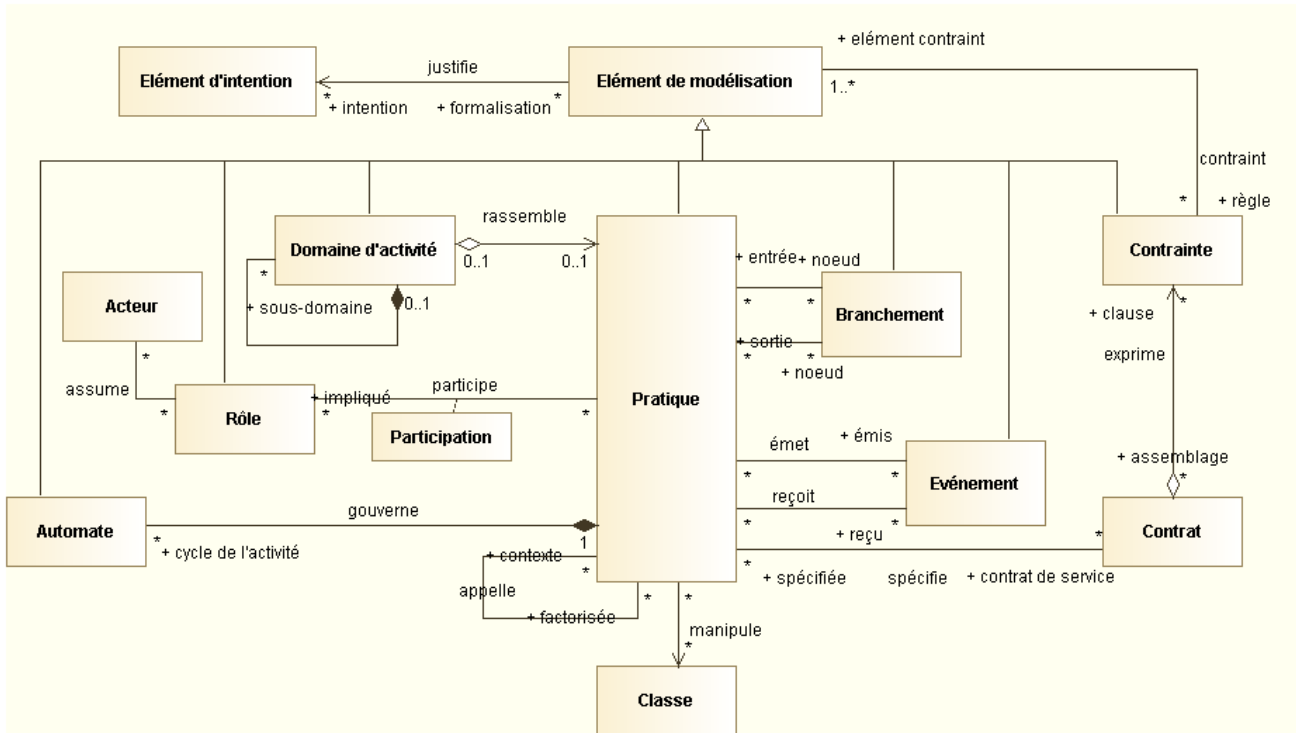 + elément contraint
Elément d'intention
justifie
Elément de modélisation
* + intention
+ formalisation *
1..*
contraint
* + règle
rassemble
Domaine d'activité
0..1
0..1
*
+ sous-domaine
0..1
Pratique
+ entrée
+ noeud
*
*
Branchement
+ sortie
*
*
+ noeud
Contrainte
*
+ clause
exprime
Acteur
*
assume
*
Rôle
+ impliqué
*
participe
*
Participation
émet
+ émis
*
*
Evénement
reçoit
*
*
+ reçu
+ assemblage
*
Contrat
*
Automate
gouverne
* + cycle de l'activité
1
+ contexte
*
appelle
+ factorisée
*
*
* + spécifiée
spécifie
+ contrat de service
manipule
*
Classe